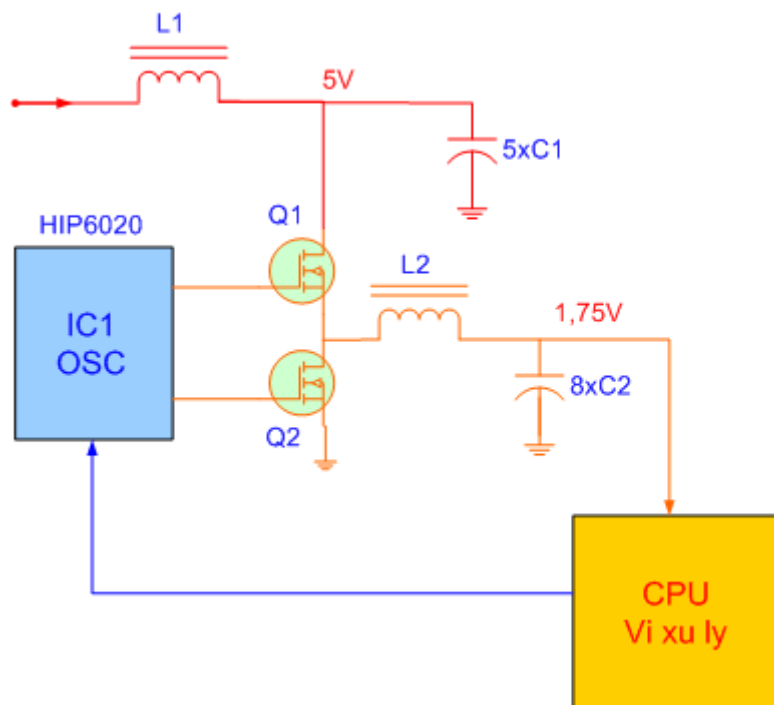 L1
5V
5xC1
HIP6020
Q1
IC1
OSC
L2
1,75V
8xC2
Q2
CPU
Vi xu ly